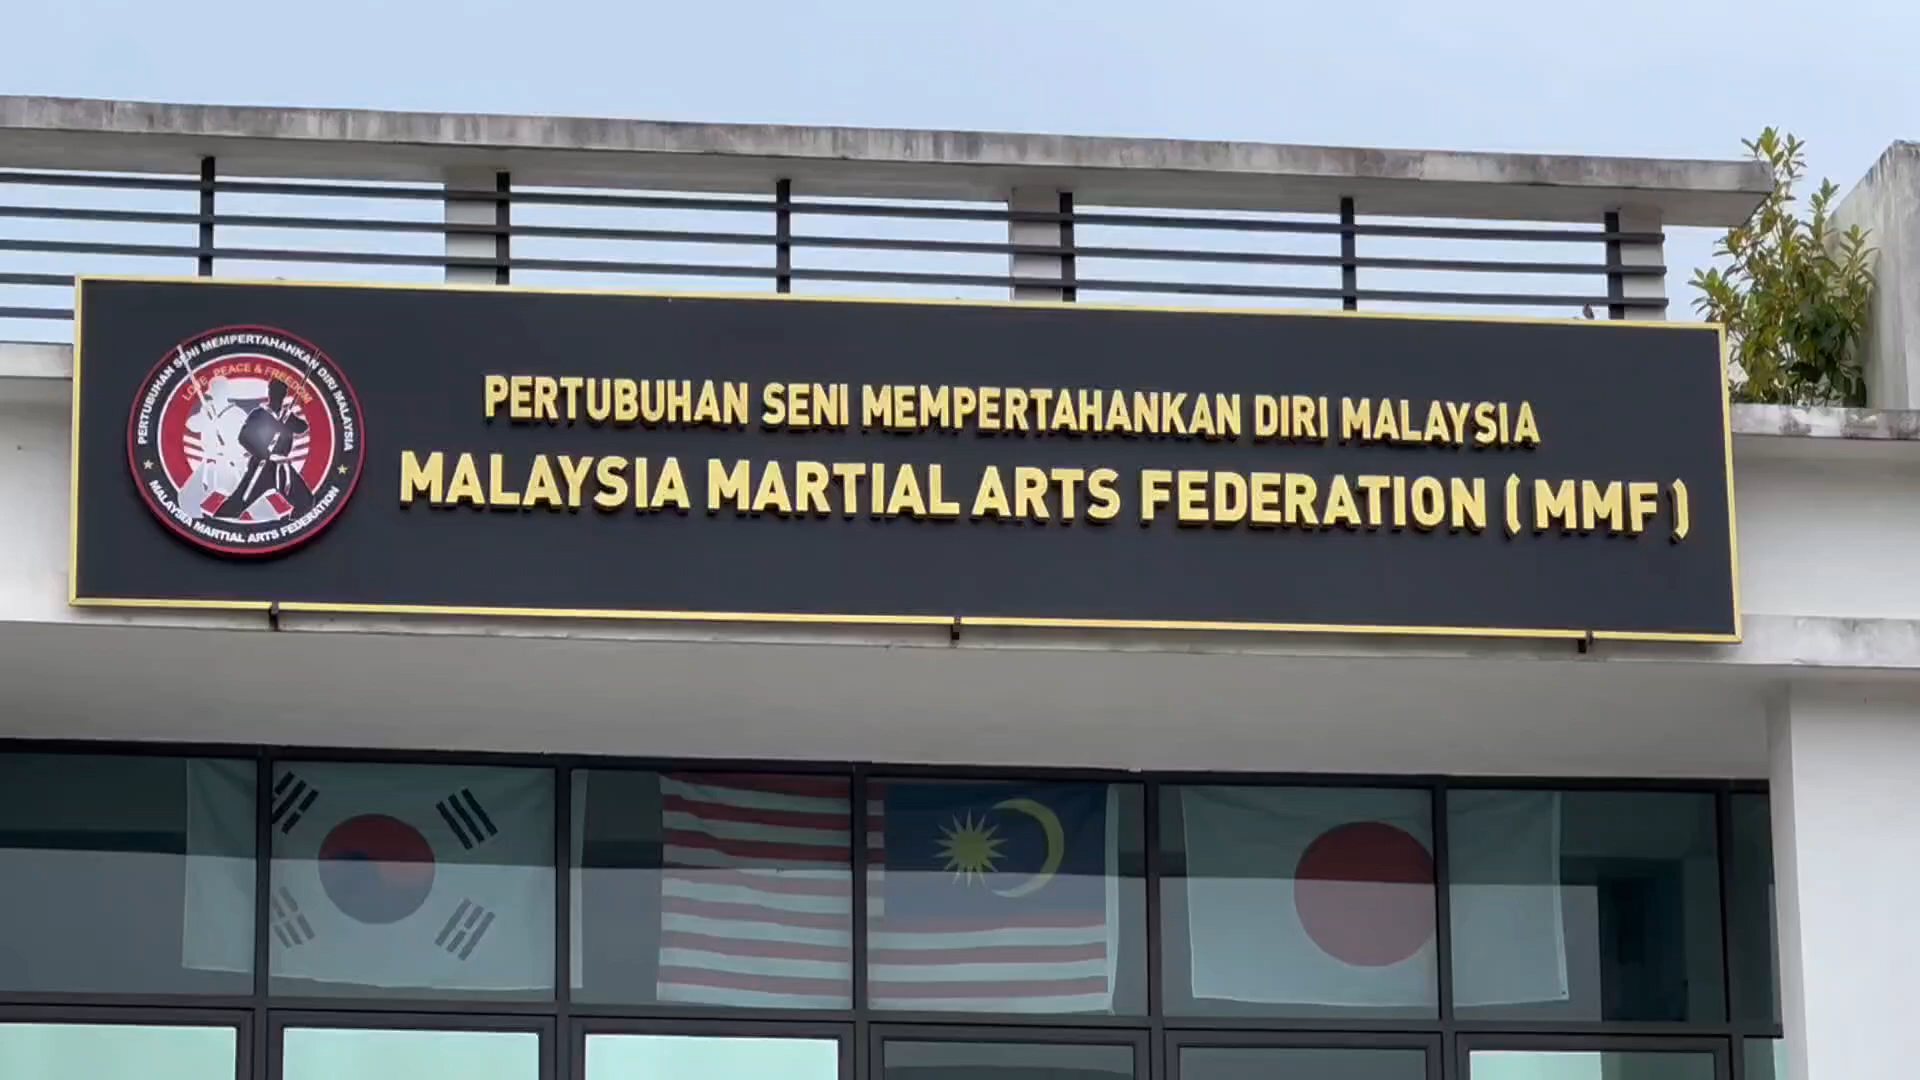 PERTUBUHAN SENI MEMPERTAHANKAN DIRI MALAYSIA
LOVE, PEACE & FREEDOM
MALAYSIA MARTIAL ARTS FEDERATION
PERTUBUHAN SENI MEMPERTAHANKAN DIRI MALAYSIA
MALAYSIA MARTIAL ARTS FEDERATION ( MMF )